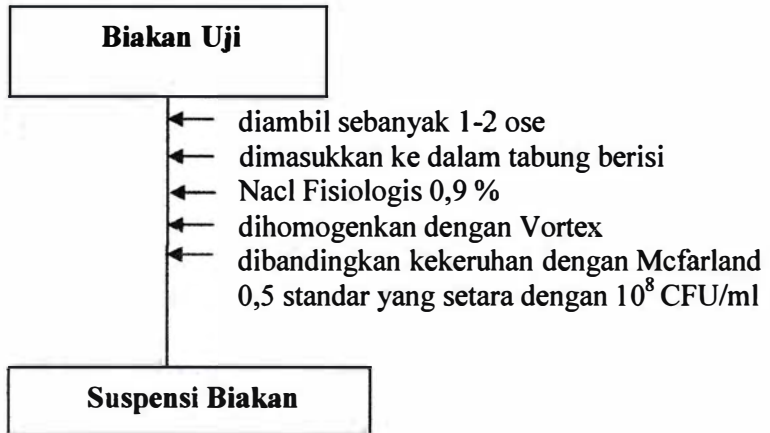 Biakan Uji
diambil sebanyak 1-2 ose
dimasukkan ke dalam tabung berisi
Nacl Fisiologis 0,9 %
dihomogenkan dengan Vortex
dibandingkan kekeruhan dengan Mcfarland
0,5 standar yang setara dengan 10⁸ CFU/ml
Suspensi Biakan